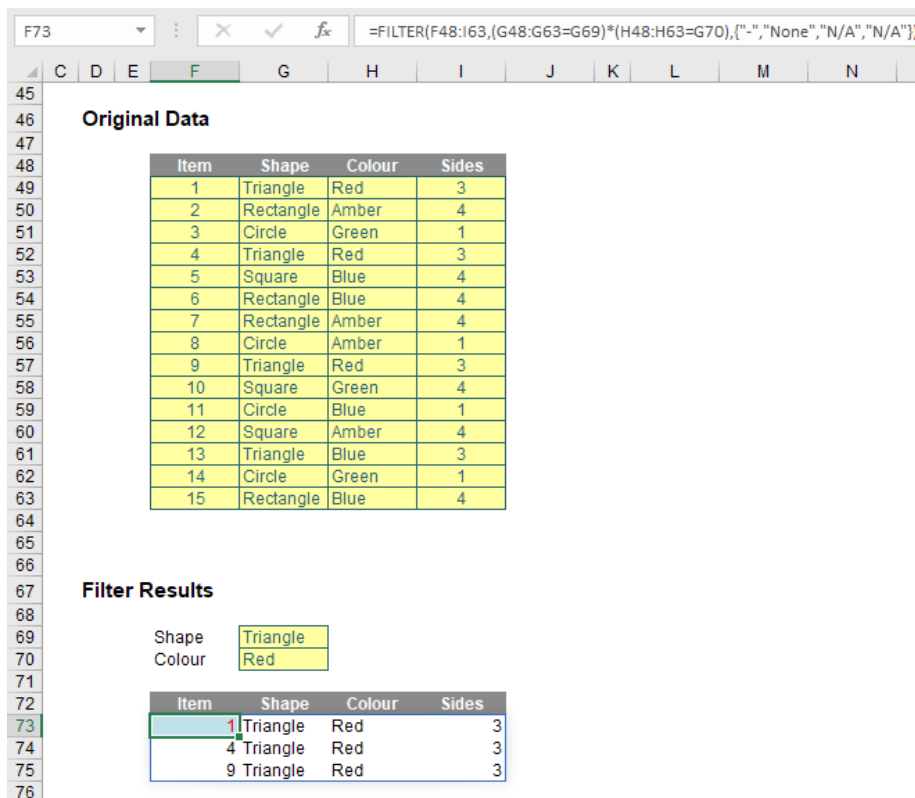 F73 fx =FILTER(F48:I63,(G48:G63=G69)*(H48:H63=G70),{"-","None","N/A","N/A"})
C D E F G H I J K L M N
45
46 Original Data
47
48 Item Shape Colour Sides
49 1 Triangle Red 3
50 2 Rectangle Amber 4
51 3 Circle Green 1
52 4 Triangle Red 3
53 5 Square Blue 4
54 6 Rectangle Blue 4
55 7 Rectangle Amber 4
56 8 Circle Amber 1
57 9 Triangle Red 3
58 10 Square Green 4
59 11 Circle Blue 1
60 12 Square Amber 4
61 13 Triangle Blue 3
62 14 Circle Green 1
63 15 Rectangle Blue 4
64
65
66
67 Filter Results
68
69 Shape Triangle
70 Colour Red
71
72 Item Shape Colour Sides
73 1 Triangle Red 3
74 4 Triangle Red 3
75 9 Triangle Red 3
76